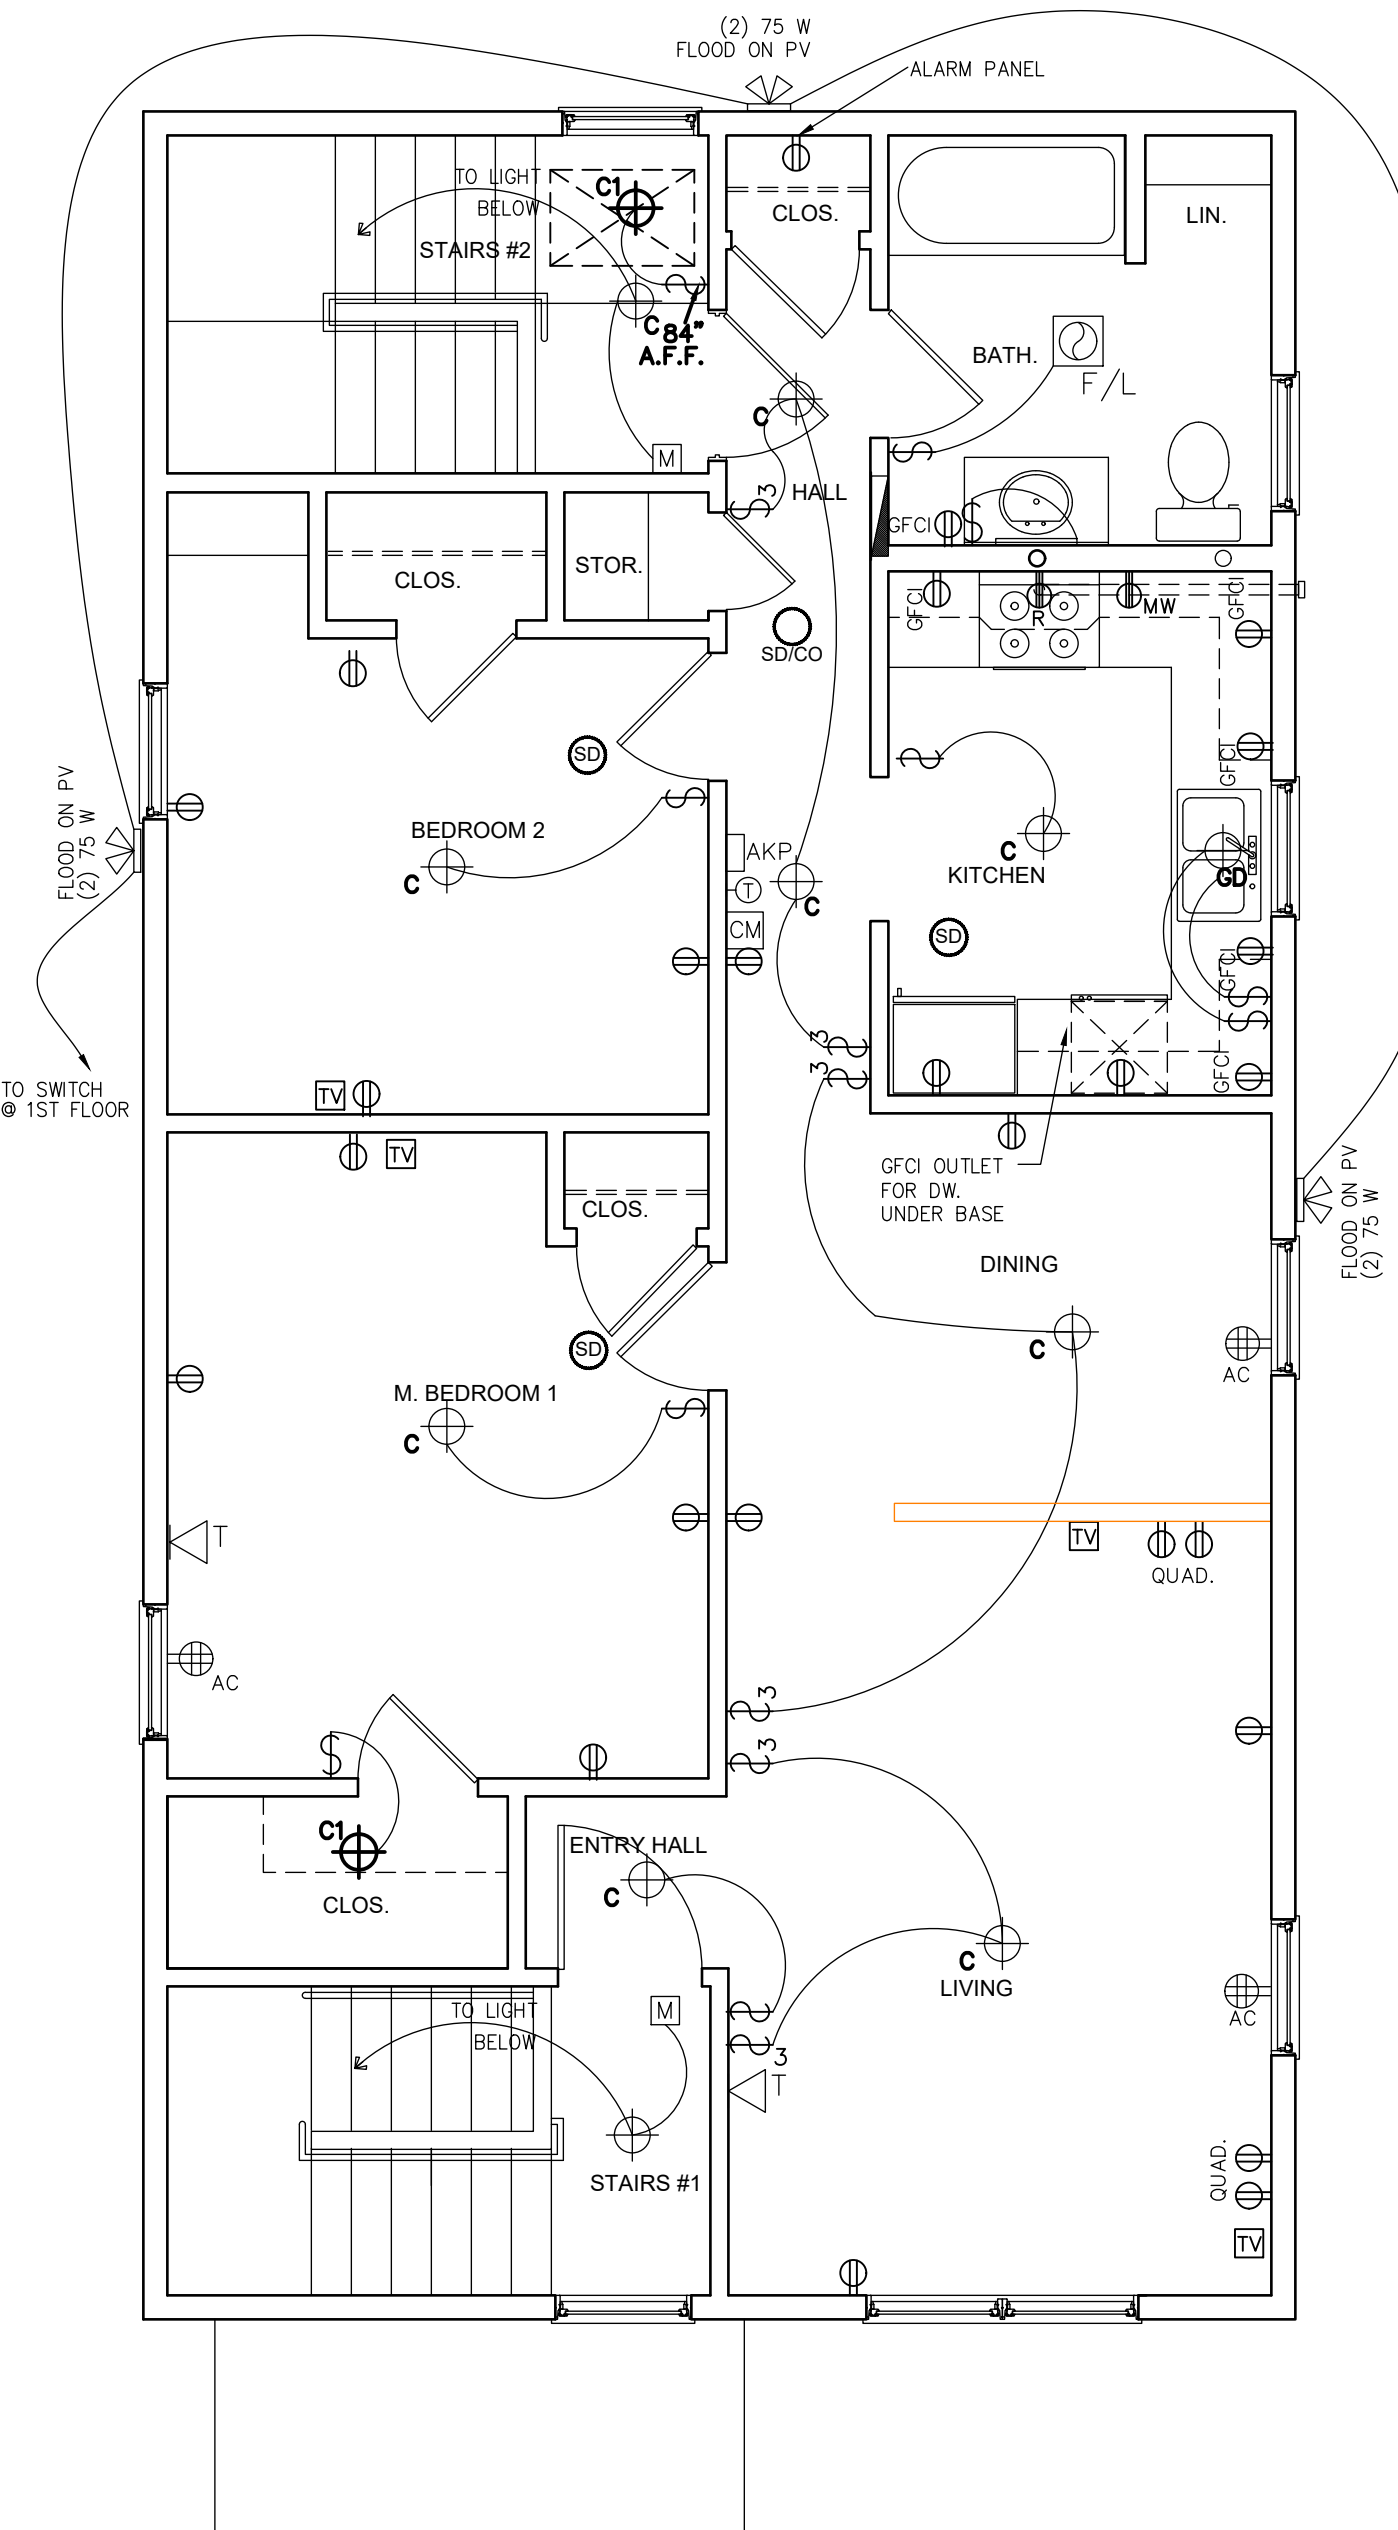 (2) 75 W
FLOOD ON PV
ALARM PANEL
TO LIGHT
BELOW
C1
CLOS.
LIN.
STAIRS #2
C 84"
A.F.F.
BATH.
F/L
C
M
3
HALL
GFCI
STOR.
CLOS.
GFCI
R
MW
GFCI
SD/CO
SD
GFCI
FLOOD ON PV
(2) 75 W
BEDROOM 2
C
AKP
T
CM
C
C
KITCHEN
GD
SD
GFCI
3
3
GFCI
TO SWITCH
@ 1ST FLOOR
TV
TV
GFCI OUTLET
FOR DW.
UNDER BASE
CLOS.
FLOOD ON PV
(2) 75 W
DINING
C
AC
SD
M. BEDROOM 1
C
T
TV
QUAD.
AC
3
3
C1
CLOS.
ENTRY HALL
C
C
LIVING
AC
TO LIGHT
BELOW
M
3
T
STAIRS #1
QUAD.
TV